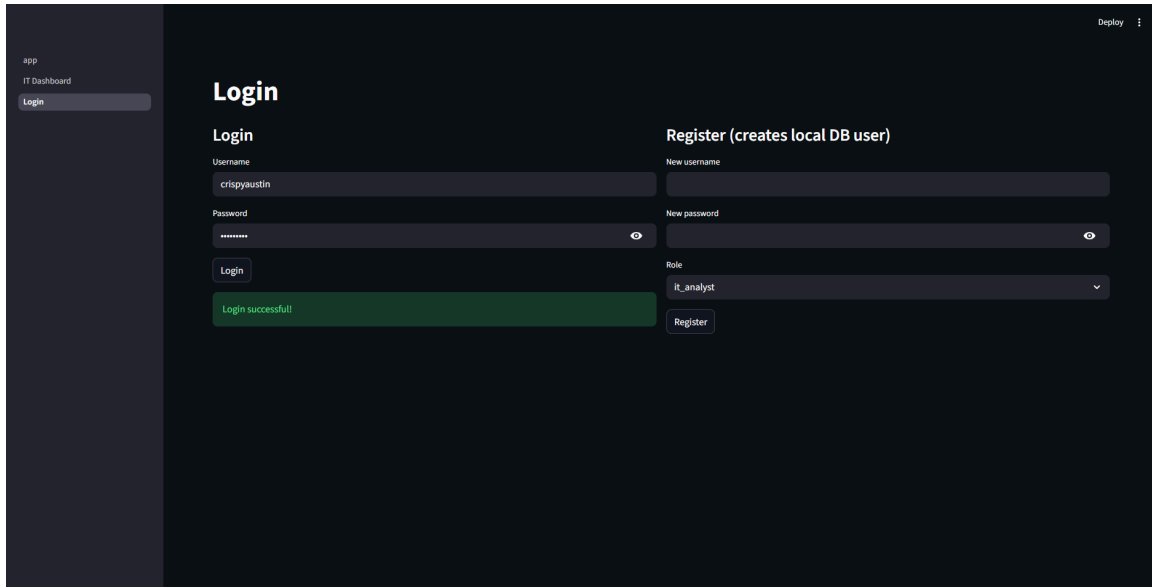 Deploy
app
IT Dashboard
Login
Login
Login
Username
crispyaustin
Password
•••••••••
Login
Login successful!
Register (creates local DB user)
New username
New password
Role
it_analyst
Register